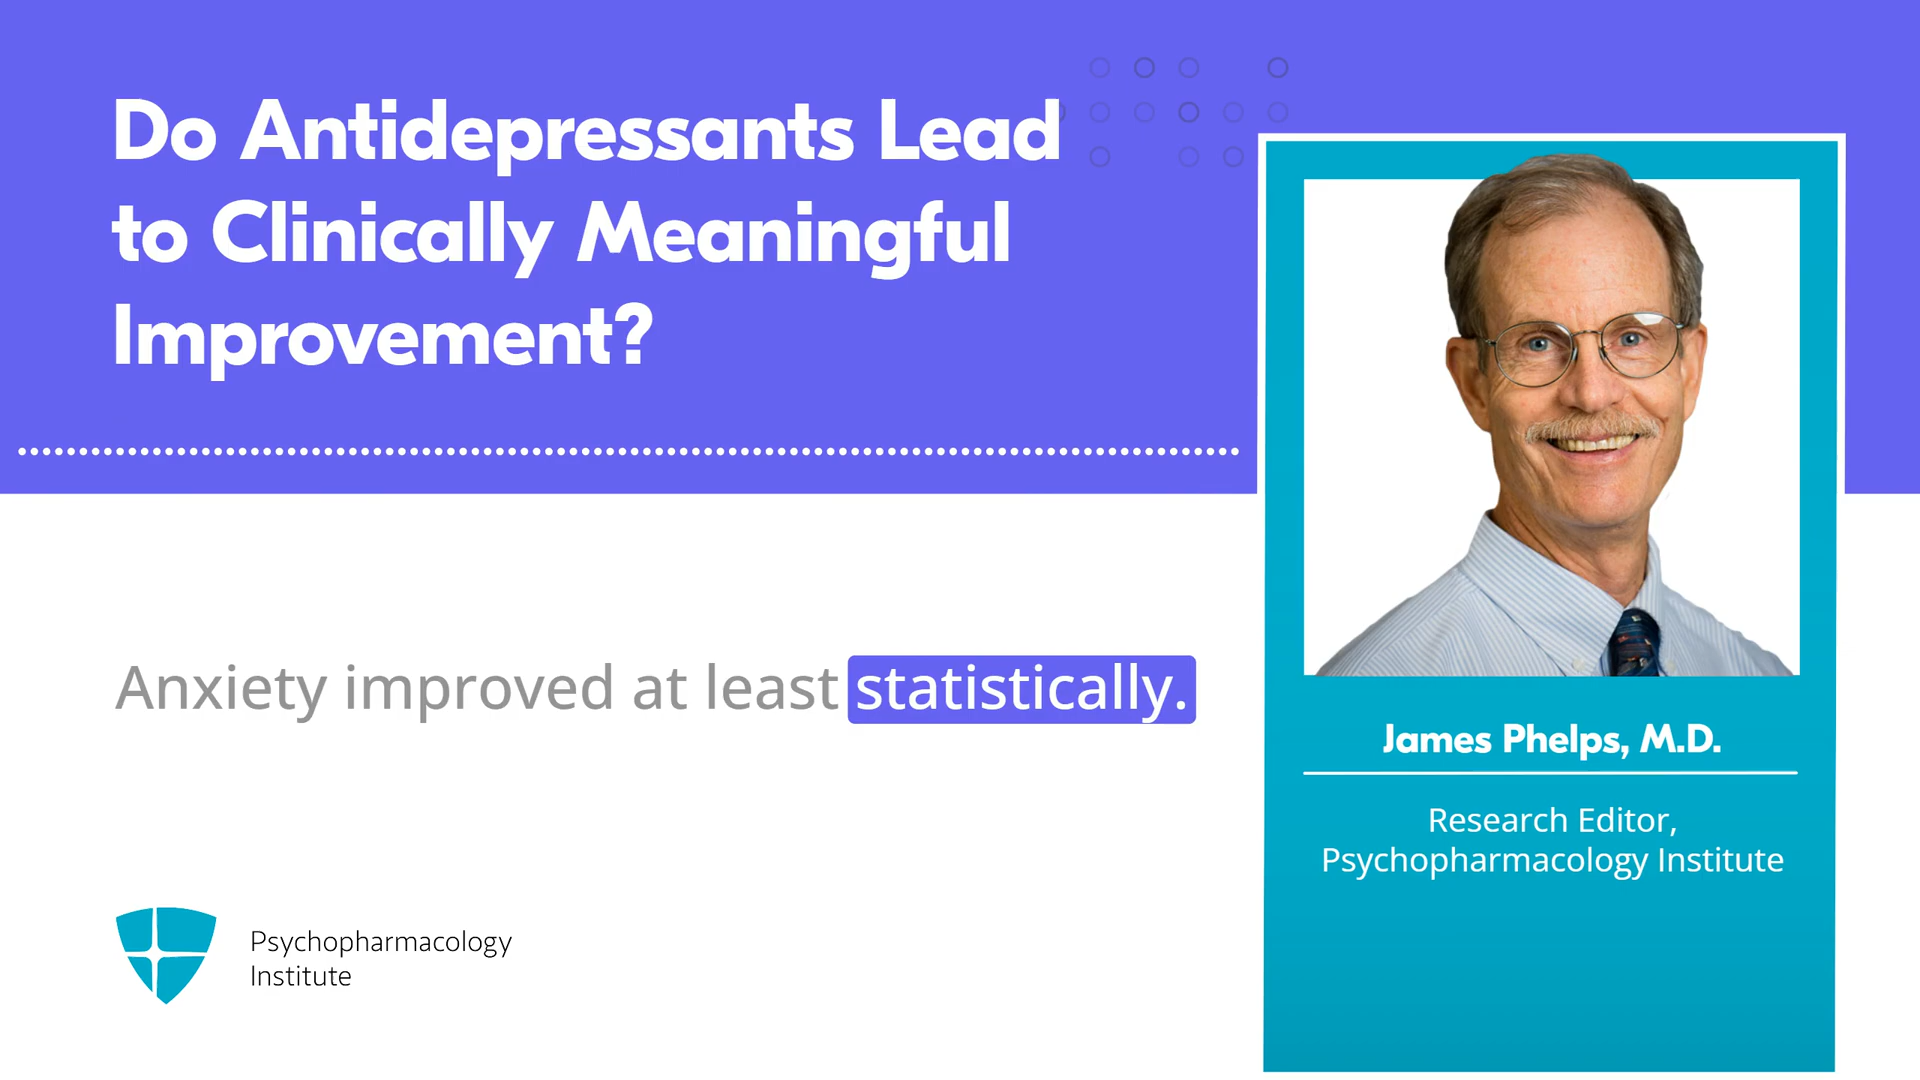 Do Antidepressants Lead
to Clinically Meaningful
Improvement?
Anxiety improved at least statistically.
James Phelps, M.D.
Research Editor,
Psychopharmacology Institute
Psychopharmacology
Institute